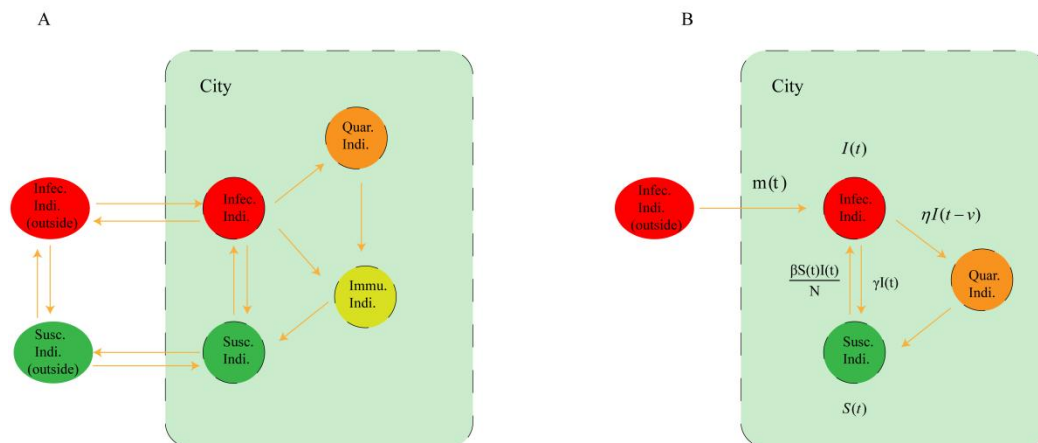 A
City
Quar.
Indi.
Infec.
Indi.
(outside)
Infec.
Indi.
Immu.
Indi.
Susc.
Indi.
(outside)
Susc.
Indi.
B
City
I(t)
Infec.
Indi.
(outside)
m(t)
Infec.
Indi.
ηI(t−v)
βS(t)I(t)
N
γI(t)
Quar.
Indi.
Susc.
Indi.
S(t)